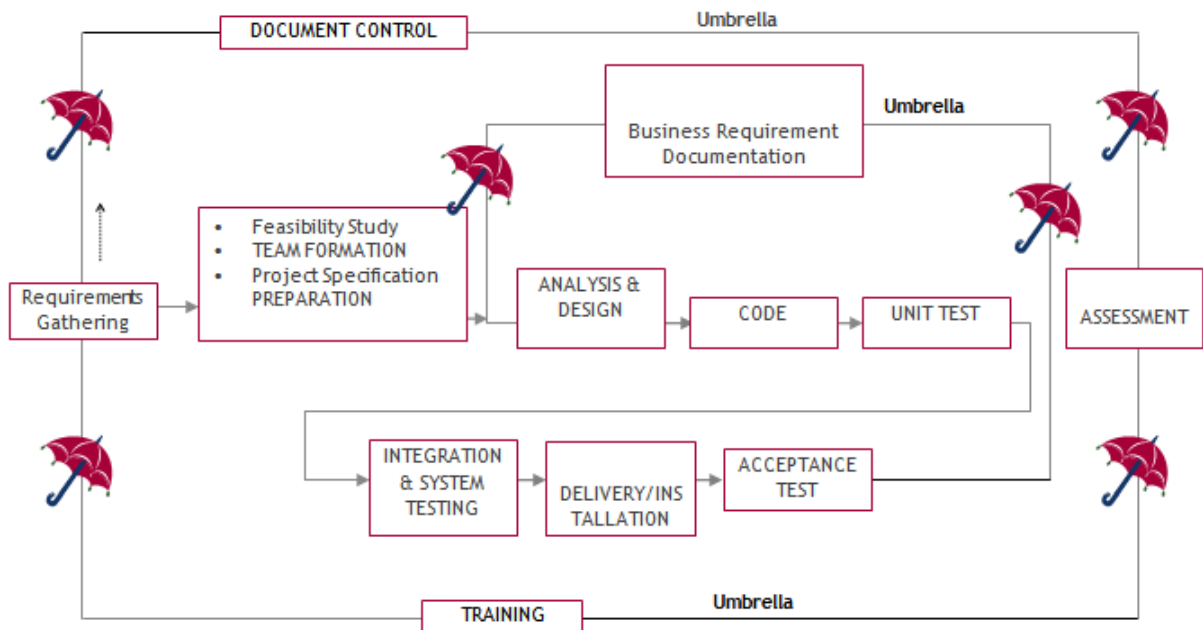 Umbrella
DOCUMENT CONTROL
Umbrella
Business Requirement
Documentation
• Feasibility Study
• TEAM FORMATION
• Project Specification
PREPARATION
Requirements
Gathering
ANALYSIS &
DESIGN
CODE
UNIT TEST
ASSESSMENT
INTEGRATION
& SYSTEM
TESTING
DELIVERY/INS
TALLATION
ACCEPTANCE
TEST
Umbrella
TRAINING